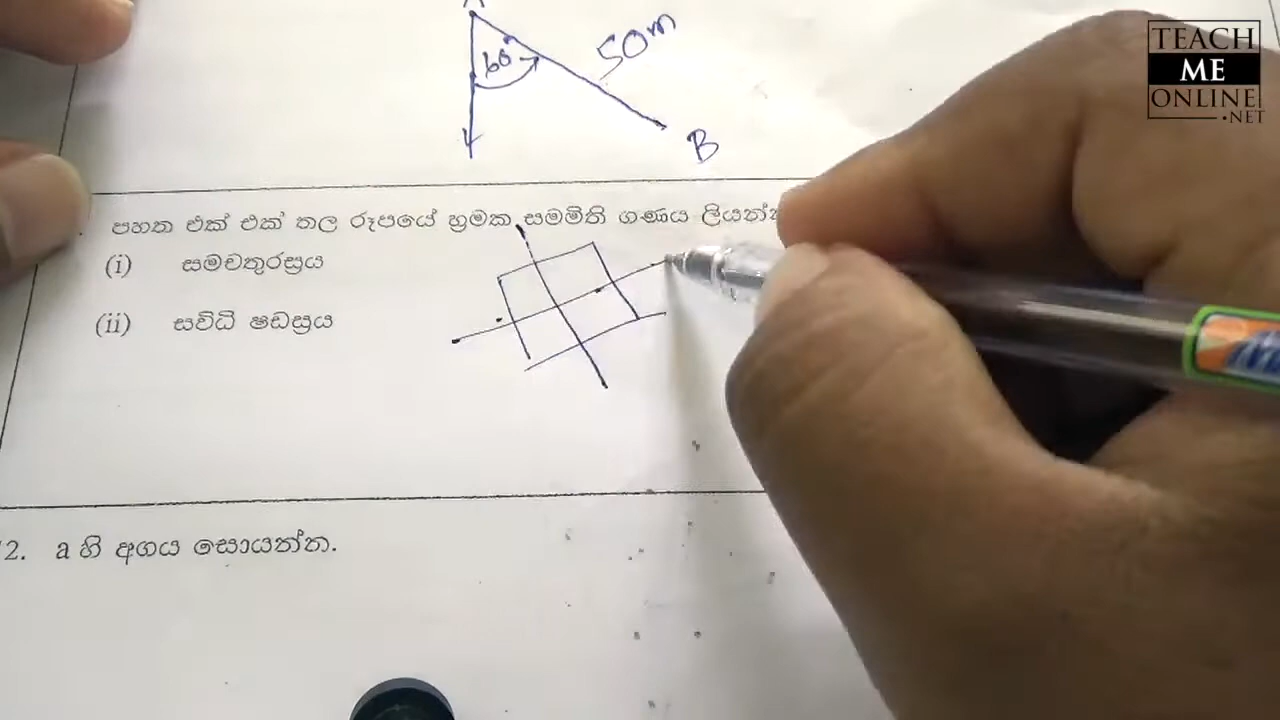 TEACH
ME
ONLINE
.NET
60°
50m
B
පහත එක් එක් තල රූපයේ භ්‍රමක සමමිති ගණය
(i) සමචතුරස්‍රය
(ii) සවිධි ෂඩස්‍රය
2. a හි අගය සොයන්න.